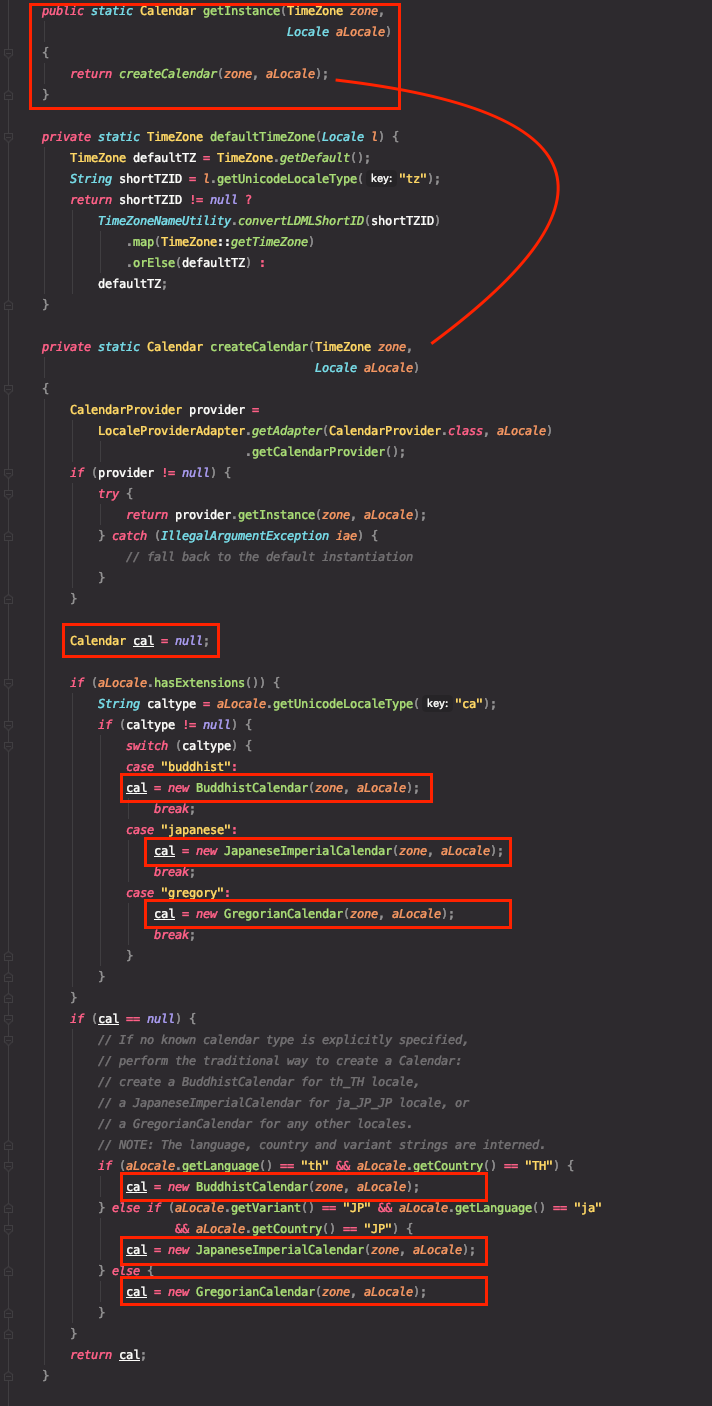 public static Calendar getInstance(TimeZone zone,
                                   Locale aLocale)
{
    return createCalendar(zone, aLocale);
}

private static TimeZone defaultTimeZone(Locale l) {
    TimeZone defaultTZ = TimeZone.getDefault();
    String shortTZID = l.getUnicodeLocaleType( key: "tz");
    return shortTZID != null ?
        TimeZoneNameUtility.convertLDMLShortID(shortTZID)
            .map(TimeZone::getTimeZone)
            .orElse(defaultTZ) :
        defaultTZ;
}

private static Calendar createCalendar(TimeZone zone,
                                       Locale aLocale)
{
    CalendarProvider provider =
        LocaleProviderAdapter.getAdapter(CalendarProvider.class, aLocale)
                             .getCalendarProvider();
    if (provider != null) {
        try {
            return provider.getInstance(zone, aLocale);
        } catch (IllegalArgumentException iae) {
            // fall back to the default instantiation
        }
    }

    Calendar cal = null;

    if (aLocale.hasExtensions()) {
        String caltype = aLocale.getUnicodeLocaleType( key: "ca");
        if (caltype != null) {
            switch (caltype) {
            case "buddhist":
            cal = new BuddhistCalendar(zone, aLocale);
                break;
            case "japanese":
                cal = new JapaneseImperialCalendar(zone, aLocale);
                break;
            case "gregory":
                cal = new GregorianCalendar(zone, aLocale);
                break;
            }
        }
    }
    if (cal == null) {
        // If no known calendar type is explicitly specified,
        // perform the traditional way to create a Calendar:
        // create a BuddhistCalendar for th_TH locale,
        // a JapaneseImperialCalendar for ja_JP_JP locale, or
        // a GregorianCalendar for any other locales.
        // NOTE: The language, country and variant strings are interned.
        if (aLocale.getLanguage() == "th" && aLocale.getCountry() == "TH") {
            cal = new BuddhistCalendar(zone, aLocale);
        } else if (aLocale.getVariant() == "JP" && aLocale.getLanguage() == "ja"
                   && aLocale.getCountry() == "JP") {
            cal = new JapaneseImperialCalendar(zone, aLocale);
        } else {
            cal = new GregorianCalendar(zone, aLocale);
        }
    }
    return cal;
}